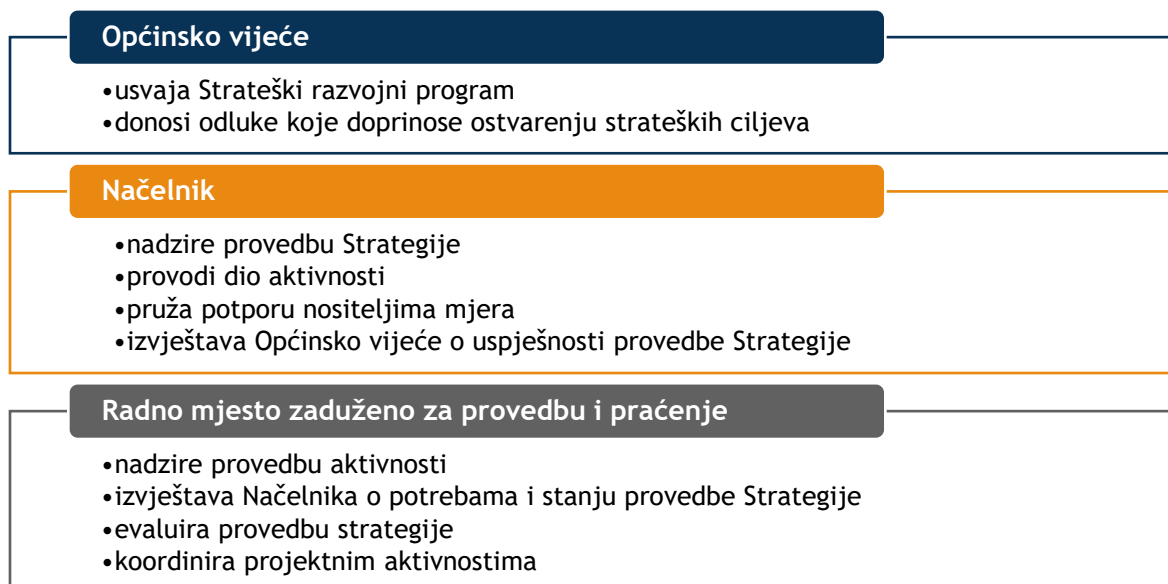 Općinsko vijeće
•usvaja Strateški razvojni program
•donosi odluke koje doprinose ostvarenju strateških ciljeva
Načelnik
•nadzire provedbu Strategije
•provodi dio aktivnosti
•pruža potporu nositeljima mjera
•izvještava Općinsko vijeće o uspješnosti provedbe Strategije
Radno mjesto zaduženo za provedbu i praćenje
•nadzire provedbu aktivnosti
•izvještava Načelnika o potrebama i stanju provedbe Strategije
•evaluira provedbu strategije
•koordinira projektnim aktivnostima